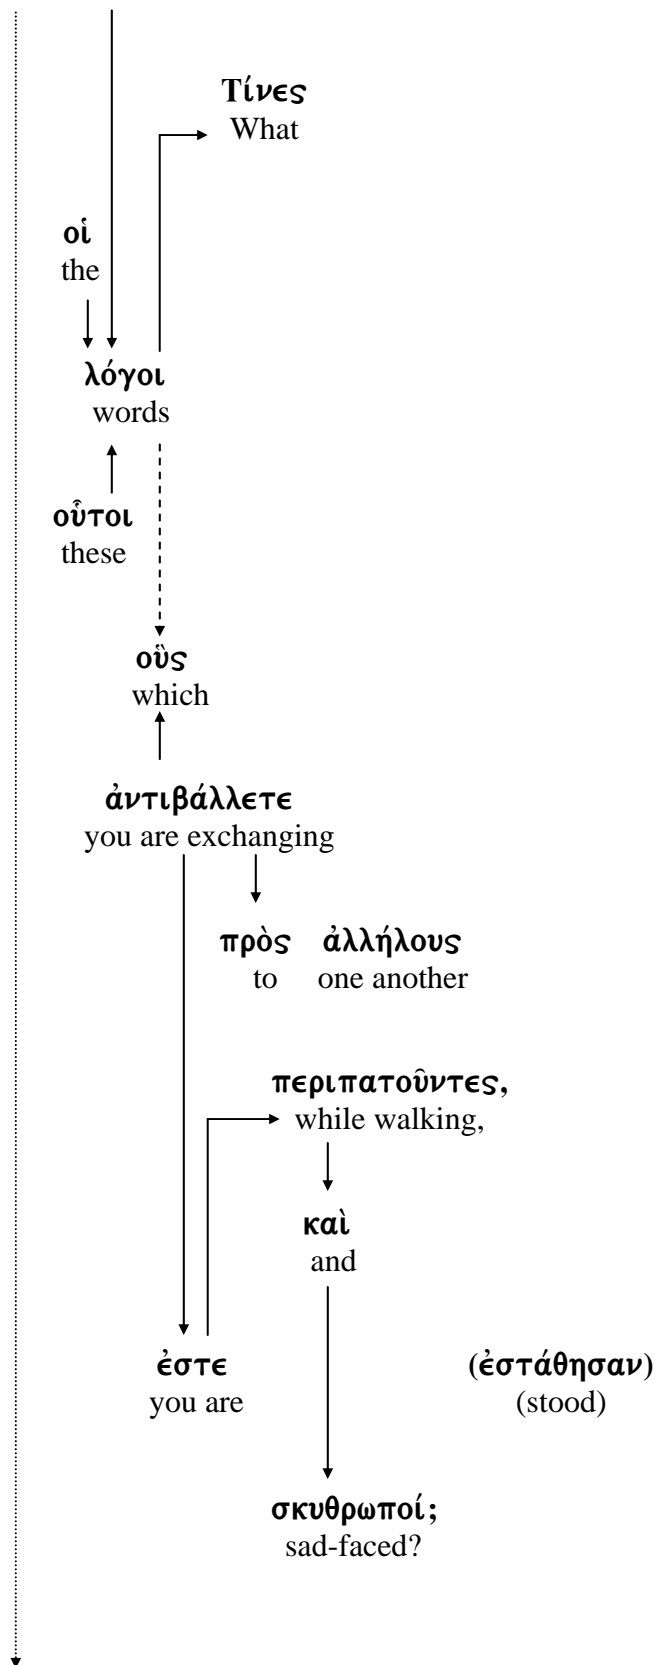 Τίνες
What
οἱ
the
λόγοι
words
οὗτοι
these
οὓς
which
ἀντιβάλλετε
you are exchanging
πρὸς ἀλλήλους
to one another
περιπατοῦντες,
while walking,
καὶ
and
ἐστε (ἐστάθησαν)
you are (stood)
σκυθρωποί;
sad-faced?